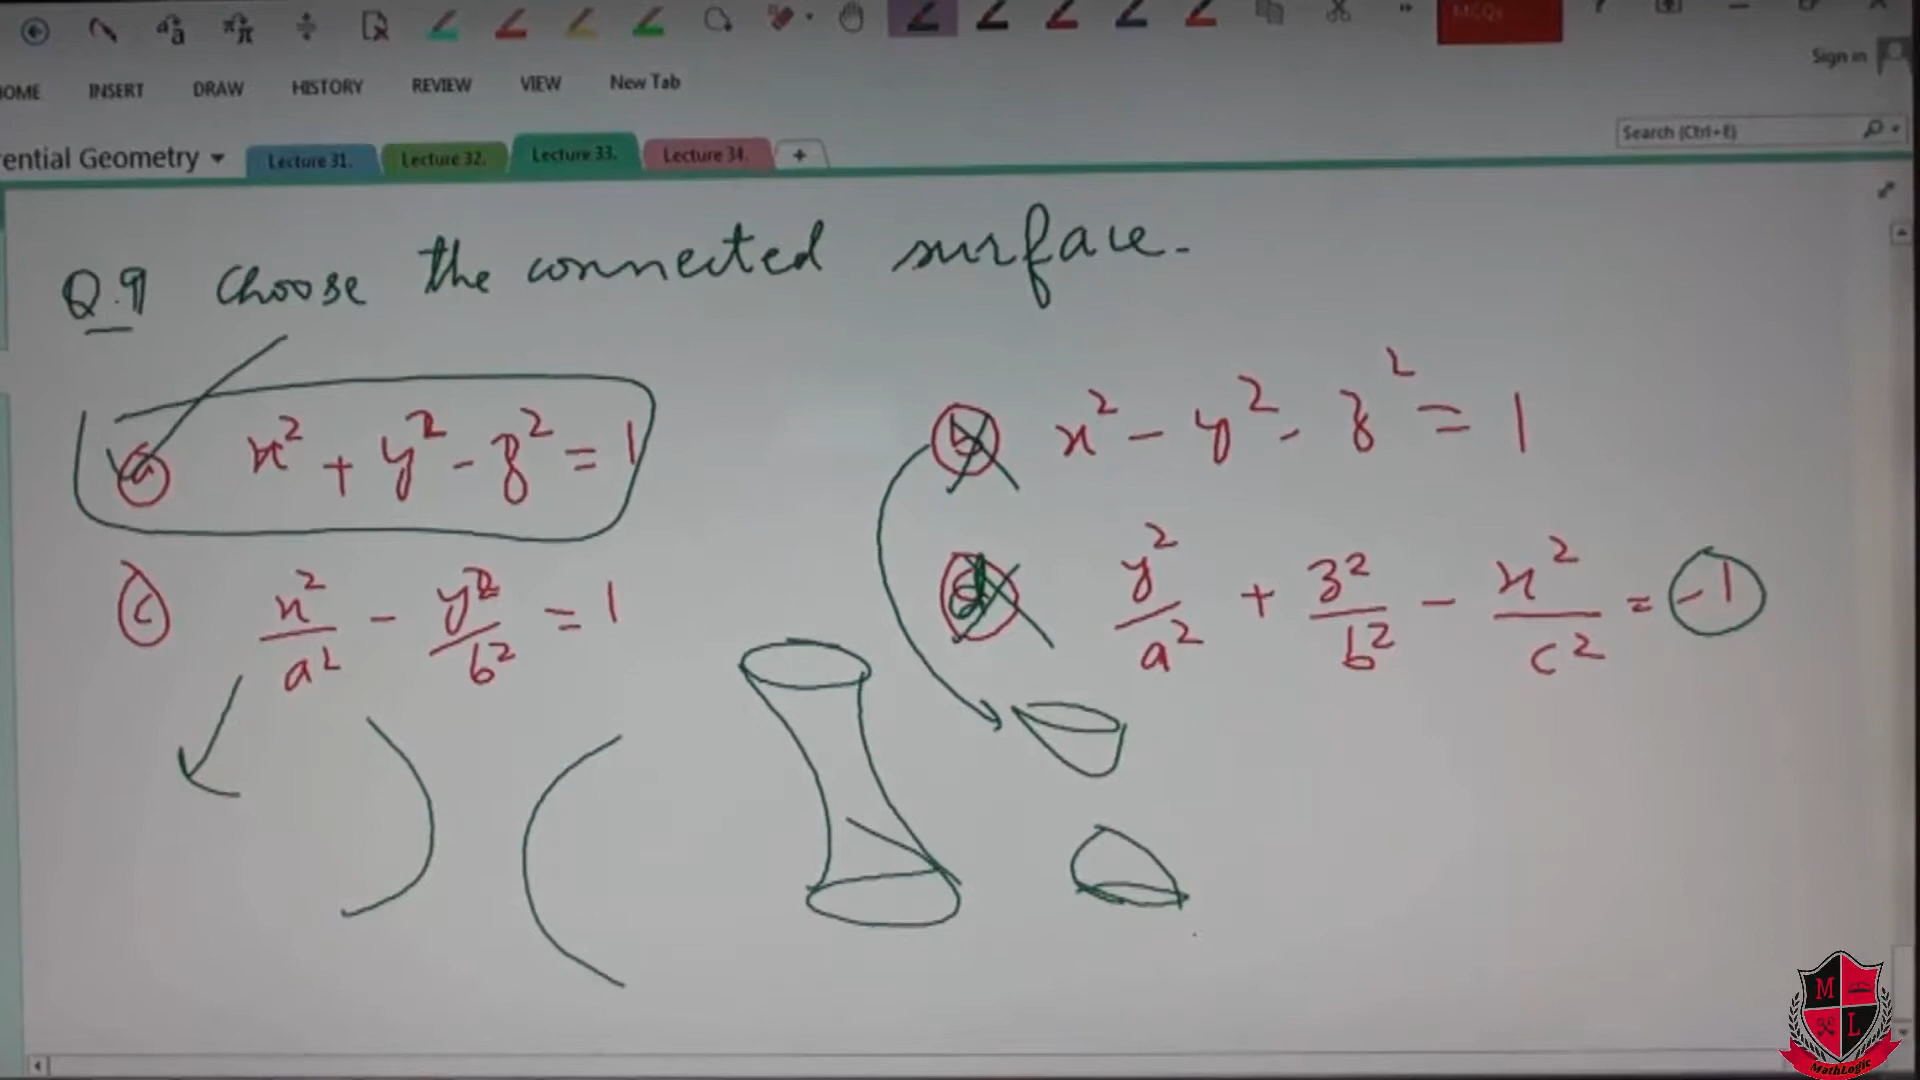 MCQs
Sign in
HOME INSERT DRAW HISTORY REVIEW VIEW New Tab
Search (Ctrl+E)
ential Geometry Lecture 31. Lecture 32. Lecture 33. Lecture 34. +
Q.9 Choose the connected surface.
(a) x² + y² - z² = 1
(b) x² - y² - z² = 1
(c) x²/a² - y²/b² = 1
(d) y²/a² + z²/b² - x²/c² = -1
M L
MathLogic